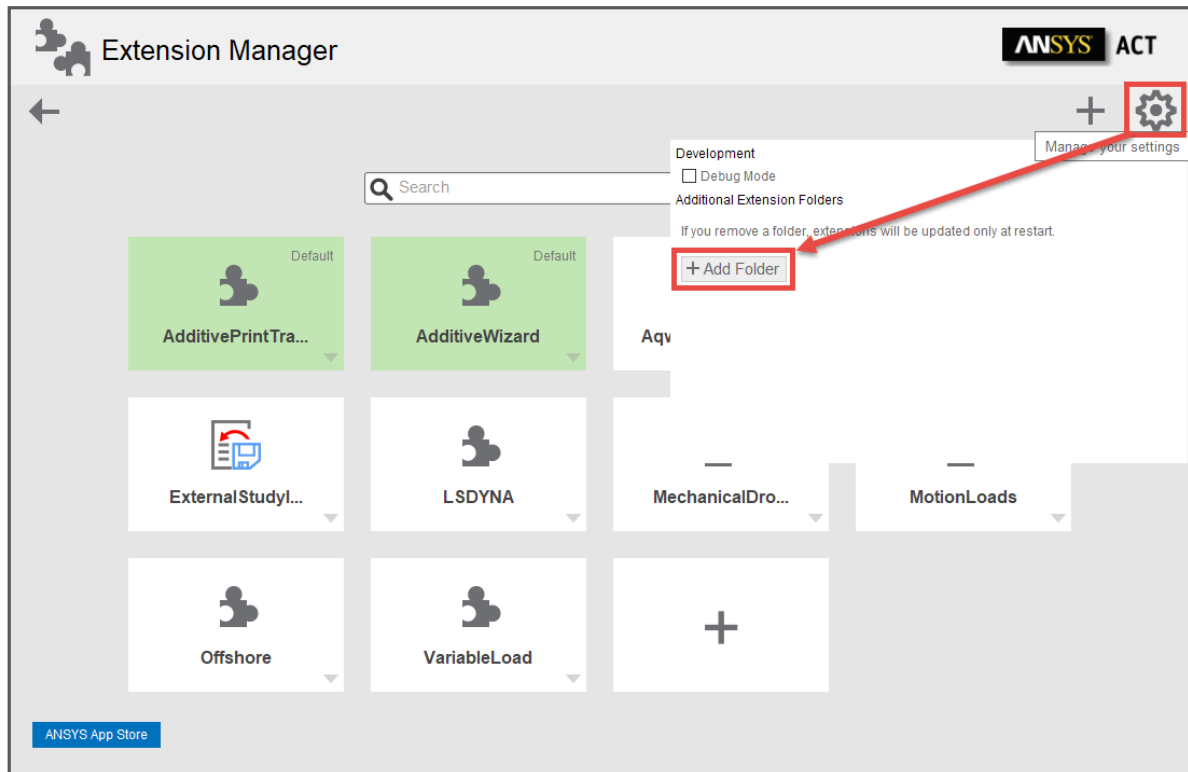 Extension Manager
ANSYS ACT
Manage your settings
Development
Debug Mode
Search
Additional Extension Folders
If you remove a folder, extensions will be updated only at restart.
+ Add Folder
Default
Default
AdditivePrintTra...
AdditiveWizard
Aqw
ExternalStudyI...
LSDYNA
MechanicalDro...
MotionLoads
Offshore
VariableLoad
ANSYS App Store